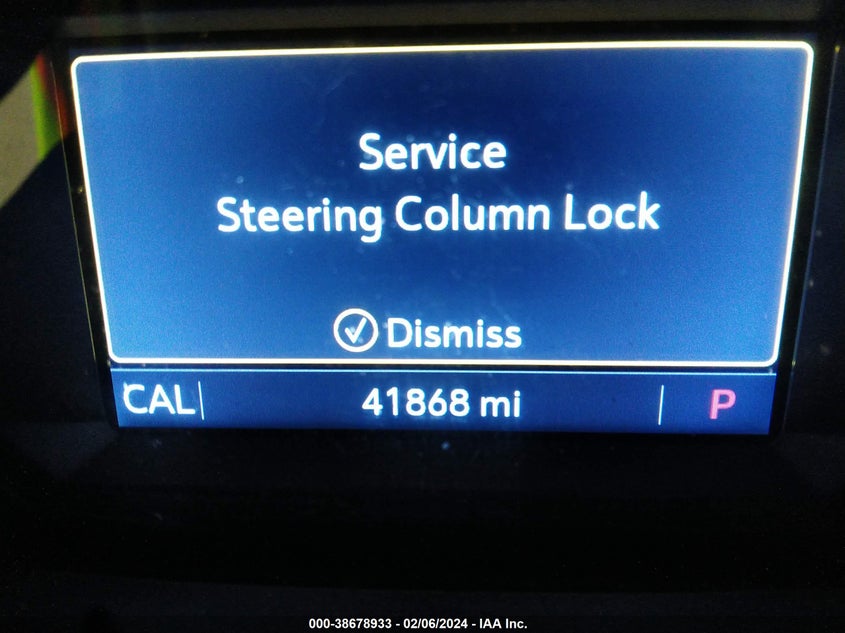 Service
Steering Column Lock
Dismiss
CAL 41868 mi P
000-38678933 - 02/06/2024 - IAA Inc.